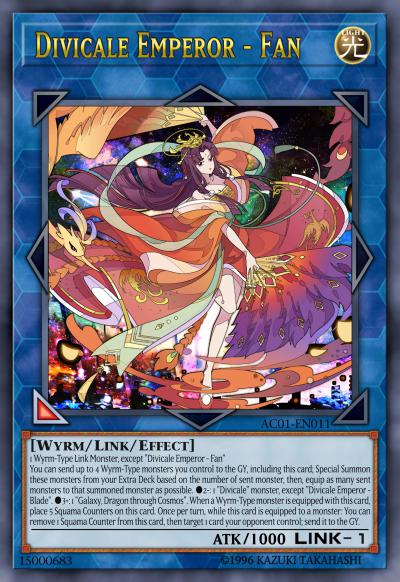 Divicale Emperor - Fan
LIGHT
光
AC01-EN011
[Wyrm/Link/Effect]
1 Wyrm-Type Link Monster, except "Divicale Emperor - Fan"
You can send up to 4 Wyrm-Type monsters you control to the GY, including this card; Special Summon
these monsters from your Extra Deck based on the number of sent monster, then, equip as many sent
monsters to that summoned monster as possible. ●2-: 1 "Divicale" monster, except "Divicale Emperor -
Blade". ●3+: 1 "Galaxy, Dragon through Cosmos". When a Wyrm-Type monster is equipped with this card,
place 5 Squama Counters on this card. Once per turn, while this card is equipped to a monster: You can
remove 1 Squama Counter from this card, then target 1 card your opponent control; send it to the GY.
ATK/1000 LINK-1
15000683
©1996 KAZUKI TAKAHASHI